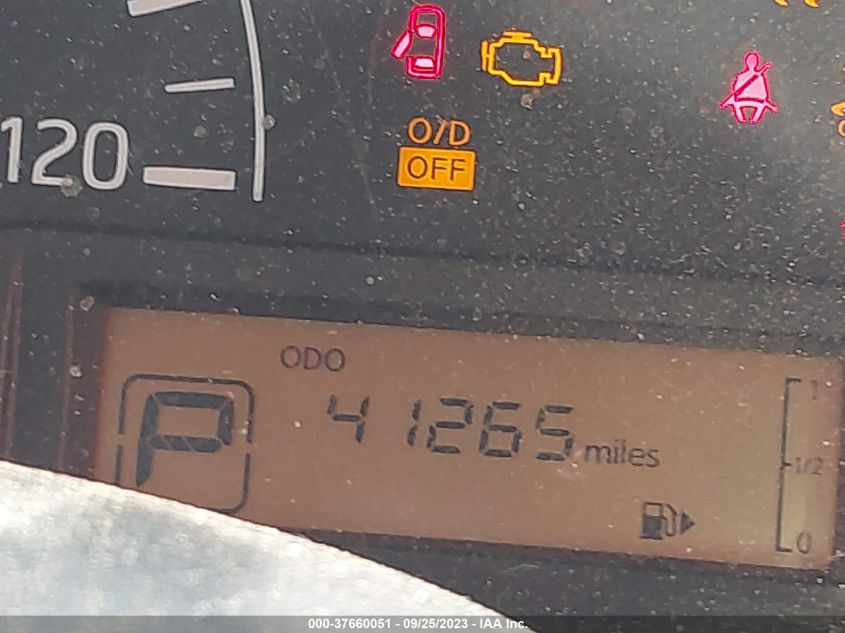 O/D
OFF
120
ODO
1
P 41265 miles
1/2
0
000-37660051 - 09/25/2023 - IAA Inc.